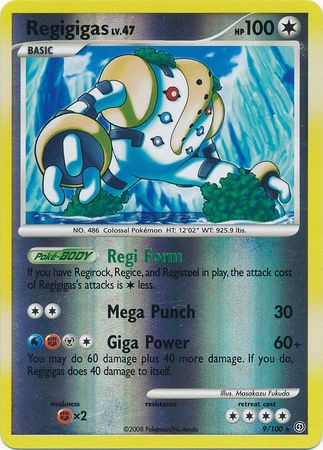 Regigigas LV.47 HP 100
BASIC
NO. 486 Colossal Pokémon HT: 12'02" WT: 925.9 lbs.
Poké-BODY Regi Form
If you have Regirock, Regice, and Registeel in play, the attack cost
of Regigigas's attacks is less.
Mega Punch 30
Giga Power 60+
You may do 60 damage plus 40 more damage. If you do,
Regigigas does 40 damage to itself.
Illus. Masakazu Fukuda
weakness resistance retreat cost
×2
9/100 ★
©2008 Pokémon/Nintendo